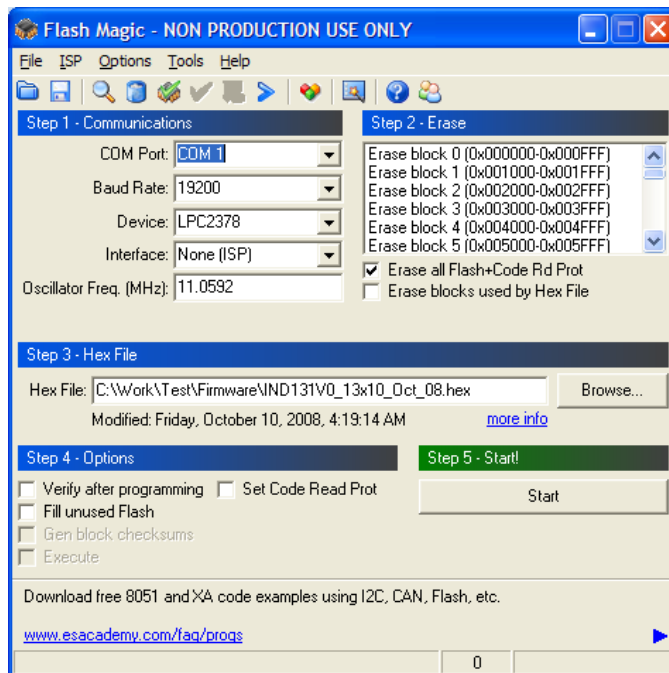 Flash Magic - NON PRODUCTION USE ONLY
File ISP Options Tools Help
Step 1 - Communications
COM Port: COM 1
Baud Rate: 19200
Device: LPC2378
Interface: None (ISP)
Oscillator Freq. (MHz): 11.0592
Step 2 - Erase
Erase block 0 (0x000000-0x000FFF)
Erase block 1 (0x001000-0x001FFF)
Erase block 2 (0x002000-0x002FFF)
Erase block 3 (0x003000-0x003FFF)
Erase block 4 (0x004000-0x004FFF)
Erase block 5 (0x005000-0x005FFF)
Erase all Flash+Code Rd Prot
Erase blocks used by Hex File
Step 3 - Hex File
Hex File: C:\Work\Test\Firmware\IND131V0_13x10_Oct_08.hex Browse...
Modified: Friday, October 10, 2008, 4:19:14 AM more info
Step 4 - Options
Verify after programming Set Code Read Prot
Fill unused Flash
Gen block checksums
Execute
Step 5 - Start!
Start
Download free 8051 and XA code examples using I2C, CAN, Flash, etc.
www.esacademy.com/faq/progs
0